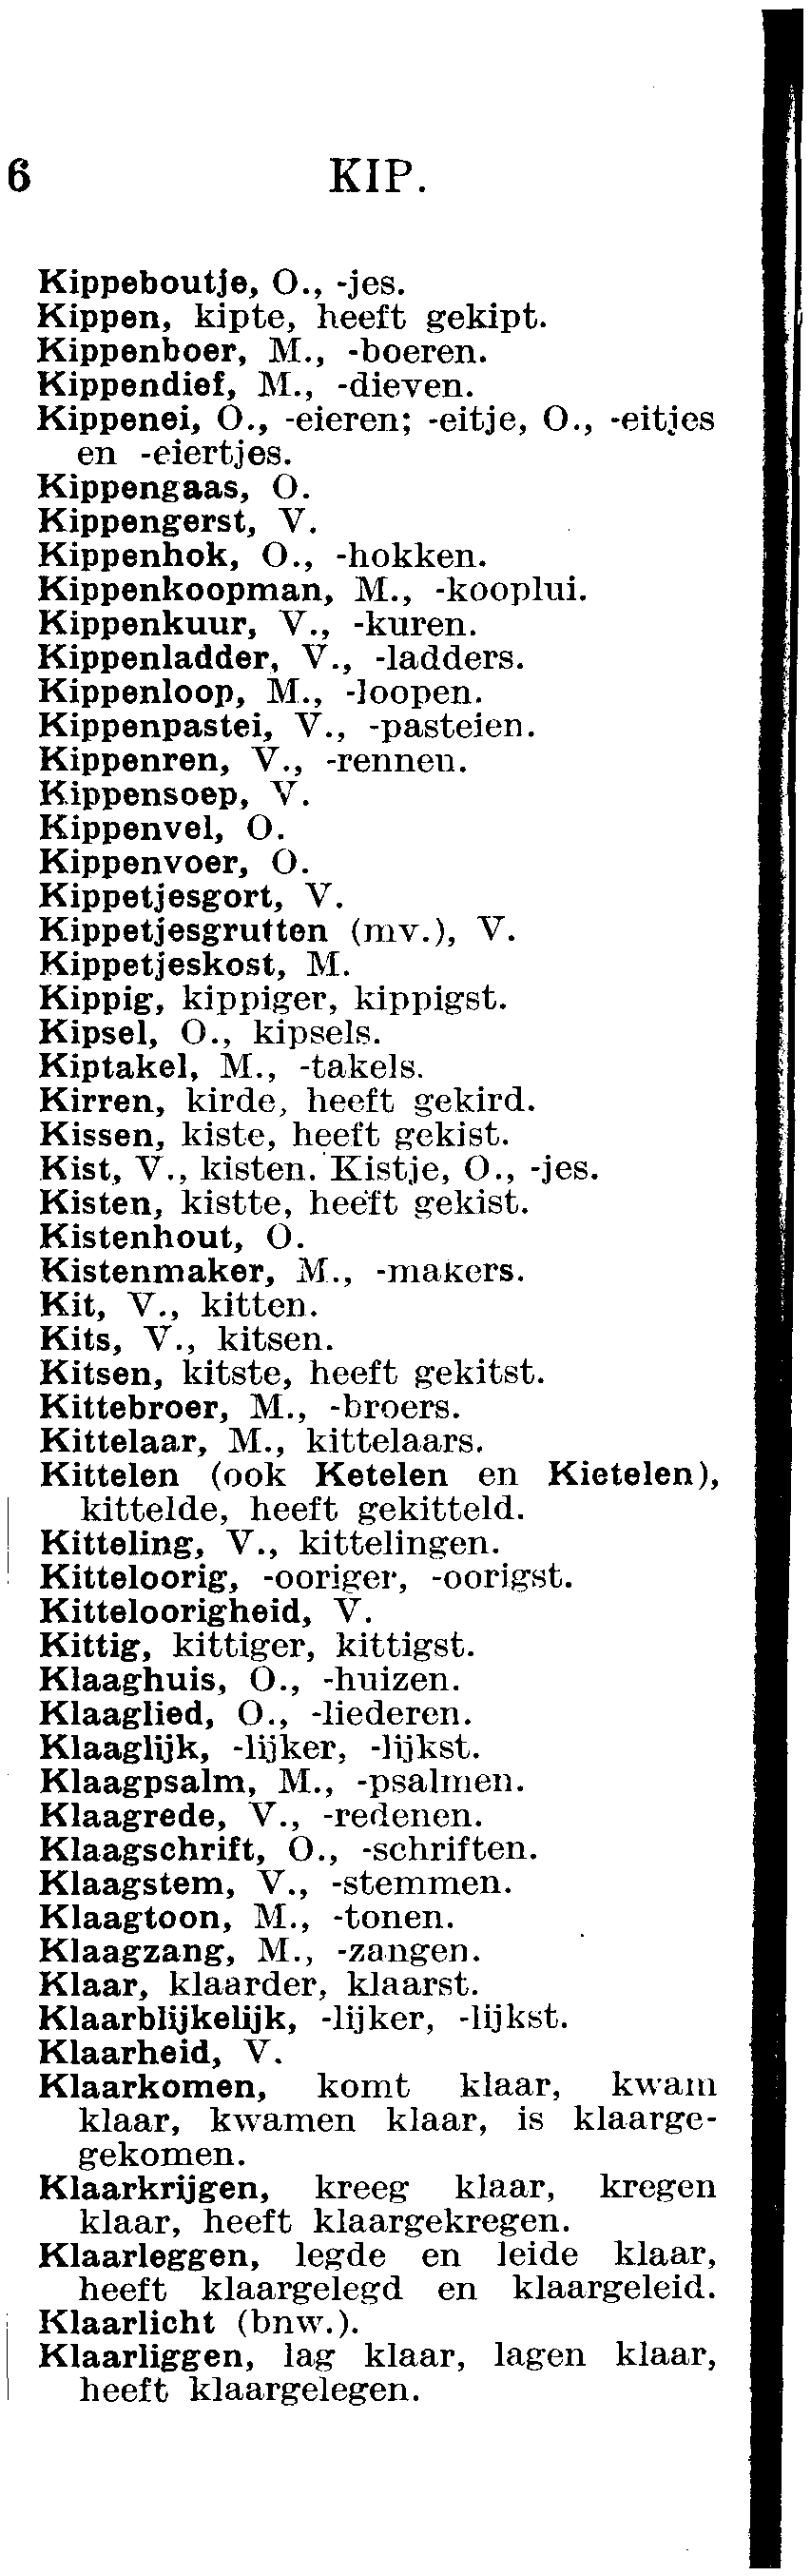 6 KIP.
Kippeboutje, O., -jes.
Kippen, kipte, heeft gekipt.
Kippenboer, M., -boeren.
Kippendief, M., -dieven.
Kippenei, O., -eieren; -eitje, O., -eitjes
en -eiertjes.
Kippengaas, O.
Kippengerst, V.
Kippenhok, O., -hokken.
Kippenkoopman, M., -kooplui.
Kippenkuur, V., -kuren.
Kippenladder, V., -ladders.
Kippenloop, M., -loopen.
Kippenpastei, V., -pasteien.
Kippenren, V., -rennen.
Kippensoep, V.
Kippenvel, O.
Kippenvoer, O.
Kippetjesgort, V.
Kippetjesgrutten (mv.), V.
Kippetjeskost, M.
Kippig, kippiger, kippigst.
Kipsel, O., kipsels.
Kiptakel, M., -takels.
Kirren, kirde, heeft gekird.
Kissen, kiste, heeft gekist.
Kist, V., kisten. Kistje, O., -jes.
Kisten, kistte, heeft gekist.
Kistenhout, O.
Kistenmaker, M., -makers.
Kit, V., kitten.
Kits, V., kitsen.
Kitsen, kitste, heeft gekitst.
Kittebroer, M., -broers.
Kittelaar, M., kittelaars.
Kittelen (ook Ketelen en Kietelen),
kittelde, heeft gekitteld.
Kitteling, V., kittelingen.
Kitteloorig, -ooriger, -oorigst.
Kitteloorigheid, V.
Kittig, kittiger, kittigst.
Klaaghuis, O., -huizen.
Klaaglied, O., -liederen.
Klaaglijk, -lijker, -lijkst.
Klaagpsalm, M., -psalmen.
Klaagrede, V., -redenen.
Klaagschrift, O., -schriften.
Klaagstem, V., -stemmen.
Klaagtoon, M., -tonen.
Klaagzang, M., -zangen.
Klaar, klaarder, klaarst.
Klaarblijkelijk, -lijker, -lijkst.
Klaarheid, V.
Klaarkomen, komt klaar, kwam
klaar, kwamen klaar, is klaarge-
gekomen.
Klaarkrijgen, kreeg klaar, kregen
klaar, heeft klaargekregen.
Klaarleggen, legde en leide klaar,
heeft klaargelegd en klaargeleid.
Klaarlicht (bnw.).
Klaarliggen, lag klaar, lagen klaar,
heeft klaargelegen.